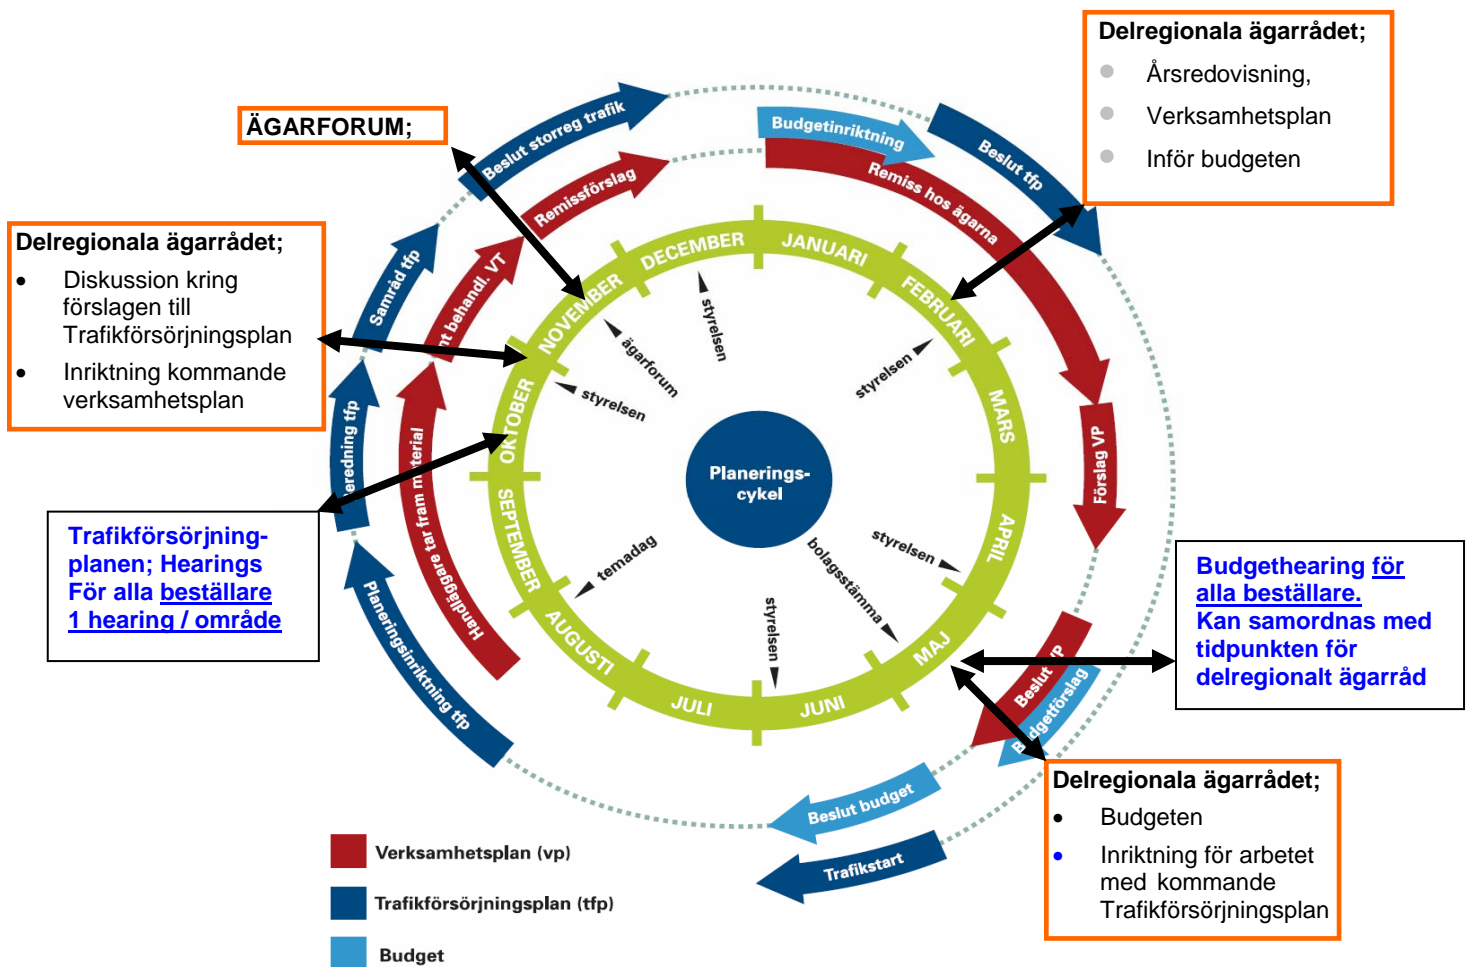 Delregionala ägarrådet;
Årsredovisning,
Verksamhetsplan
Inför budgeten
ÄGARFORUM;
Delregionala ägarrådet;
Diskussion kring
förslagen till
Trafikförsörjningsplan
Inriktning kommande
verksamhetsplan
Trafikförsörjning-
planen; Hearings
För alla beställare
1 hearing / område
Budgethearing för
alla beställare.
Kan samordnas med
tidpunkten för
delregionalt ägarråd
Delregionala ägarrådet;
Budgeten
Inriktning för arbetet
med kommande
Trafikförsörjningsplan
Beslut storreg trafik
Remissförslag
Budgetinriktning
Remiss hos ägarna
Beslut tfp
Samråd tfp
nt behandl. VT
eredning tfp
Handläggare tar fram material
Planeringsinriktning tfp
Förslag VP
Beslut VP
Budgetförslag
Beslut budget
Trafikstart
JANUARI
FEBRUARI
MARS
APRIL
MAJ
JUNI
JULI
AUGUSTI
SEPTEMBER
OKTOBER
NOVEMBER
DECEMBER
styrelsen
ägarforum
styrelsen
styrelsen
styrelsen
bolagsstämma
styrelsen
temadag
Planerings-
cykel
Verksamhetsplan (vp)
Trafikförsörjningsplan (tfp)
Budget